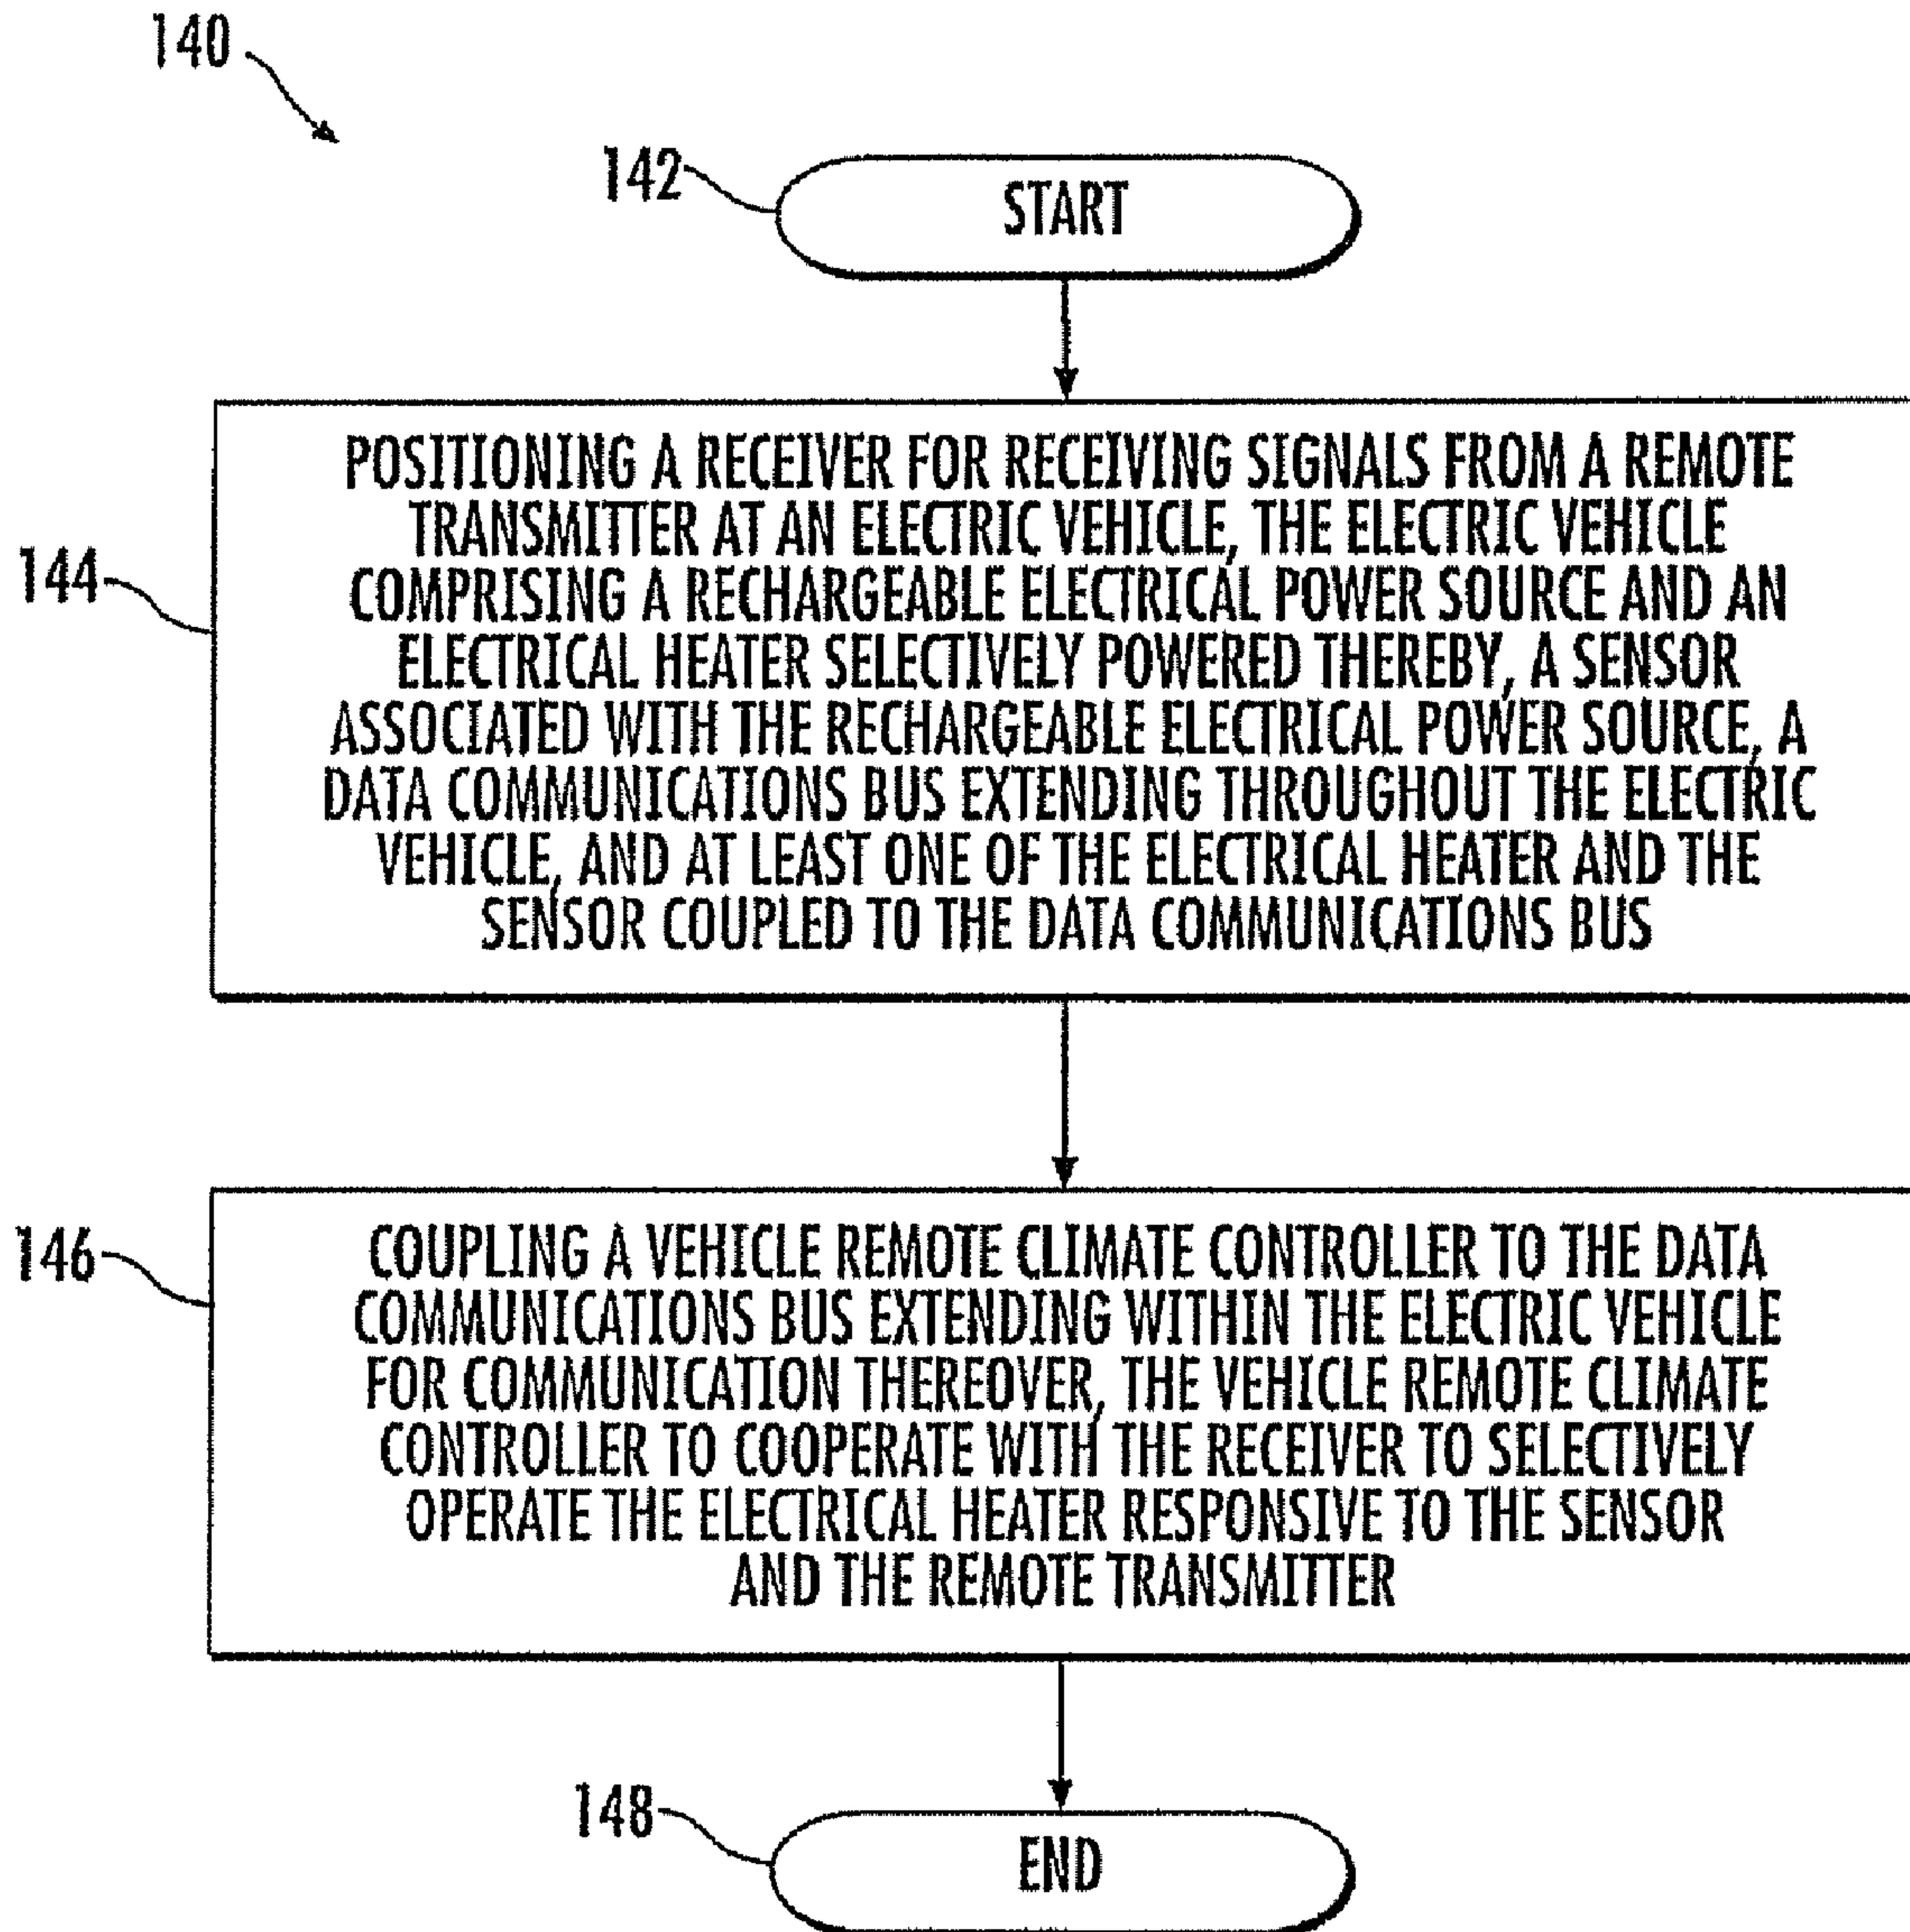 140
142
START
144
POSITIONING A RECEIVER FOR RECEIVING SIGNALS FROM A REMOTE
TRANSMITTER AT AN ELECTRIC VEHICLE, THE ELECTRIC VEHICLE
COMPRISING A RECHARGEABLE ELECTRICAL POWER SOURCE AND AN
ELECTRICAL HEATER SELECTIVELY POWERED THEREBY, A SENSOR
ASSOCIATED WITH THE RECHARGEABLE ELECTRICAL POWER SOURCE, A
DATA COMMUNICATIONS BUS EXTENDING THROUGHOUT THE ELECTRIC
VEHICLE, AND AT LEAST ONE OF THE ELECTRICAL HEATER AND THE
SENSOR COUPLED TO THE DATA COMMUNICATIONS BUS
146
COUPLING A VEHICLE REMOTE CLIMATE CONTROLLER TO THE DATA
COMMUNICATIONS BUS EXTENDING WITHIN THE ELECTRIC VEHICLE
FOR COMMUNICATION THEREOVER, THE VEHICLE REMOTE CLIMATE
CONTROLLER TO COOPERATE WITH THE RECEIVER TO SELECTIVELY
OPERATE THE ELECTRICAL HEATER RESPONSIVE TO THE SENSOR
AND THE REMOTE TRANSMITTER
148
END